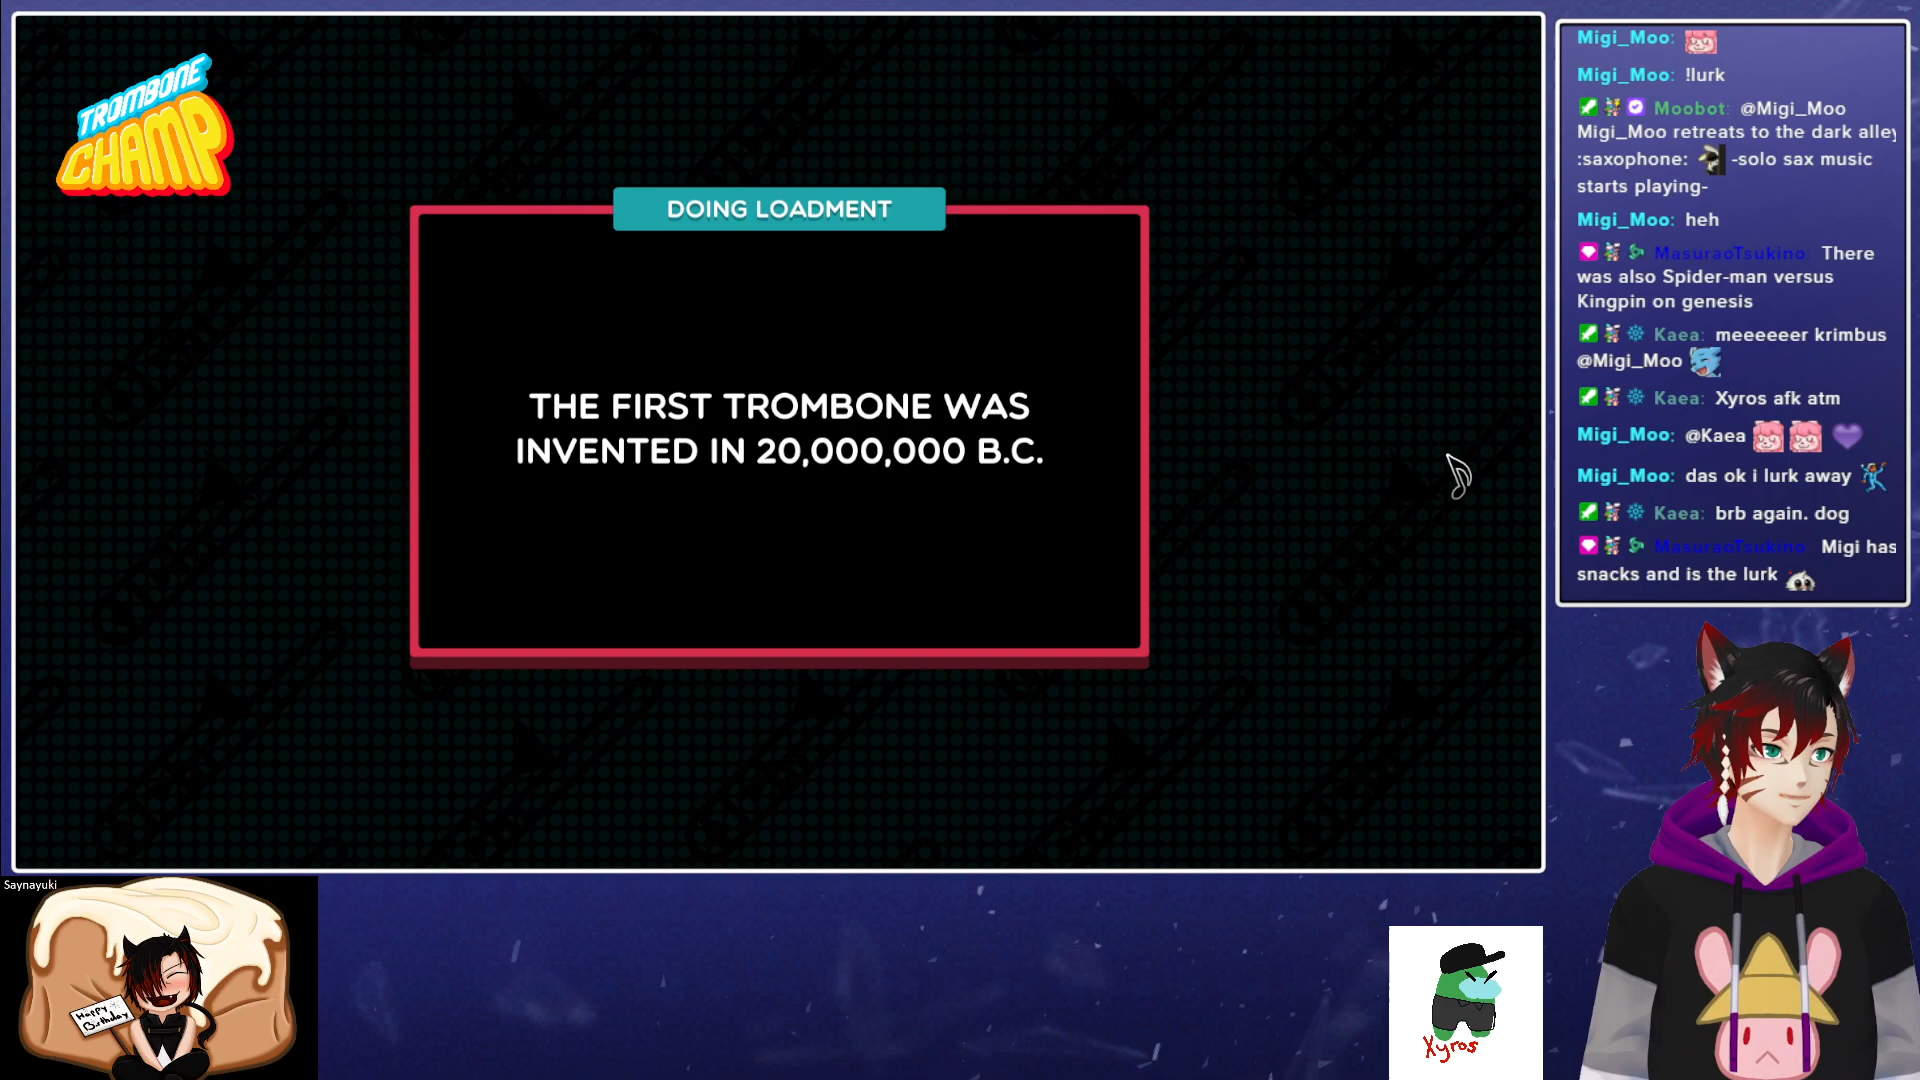 TROMBONE
CHAMP
DOING LOADMENT
THE FIRST TROMBONE WAS
INVENTED IN 20,000,000 B.C.
Migi_Moo:
Migi_Moo: !lurk
Moobot: @Migi_Moo
Migi_Moo retreats to the dark alley
:saxophone: -solo sax music
starts playing-
Migi_Moo: heh
MasuraoTsukino: There
was also Spider-man versus
Kingpin on genesis
Kaea: meeeeeer krimbus
@Migi_Moo
Kaea: Xyros afk atm
Migi_Moo: @Kaea
Migi_Moo: das ok i lurk away
Kaea: brb again. dog
MasuraoTsukino: Migi has
snacks and is the lurk
Saynayuki
Happy
Birthday
Xyros